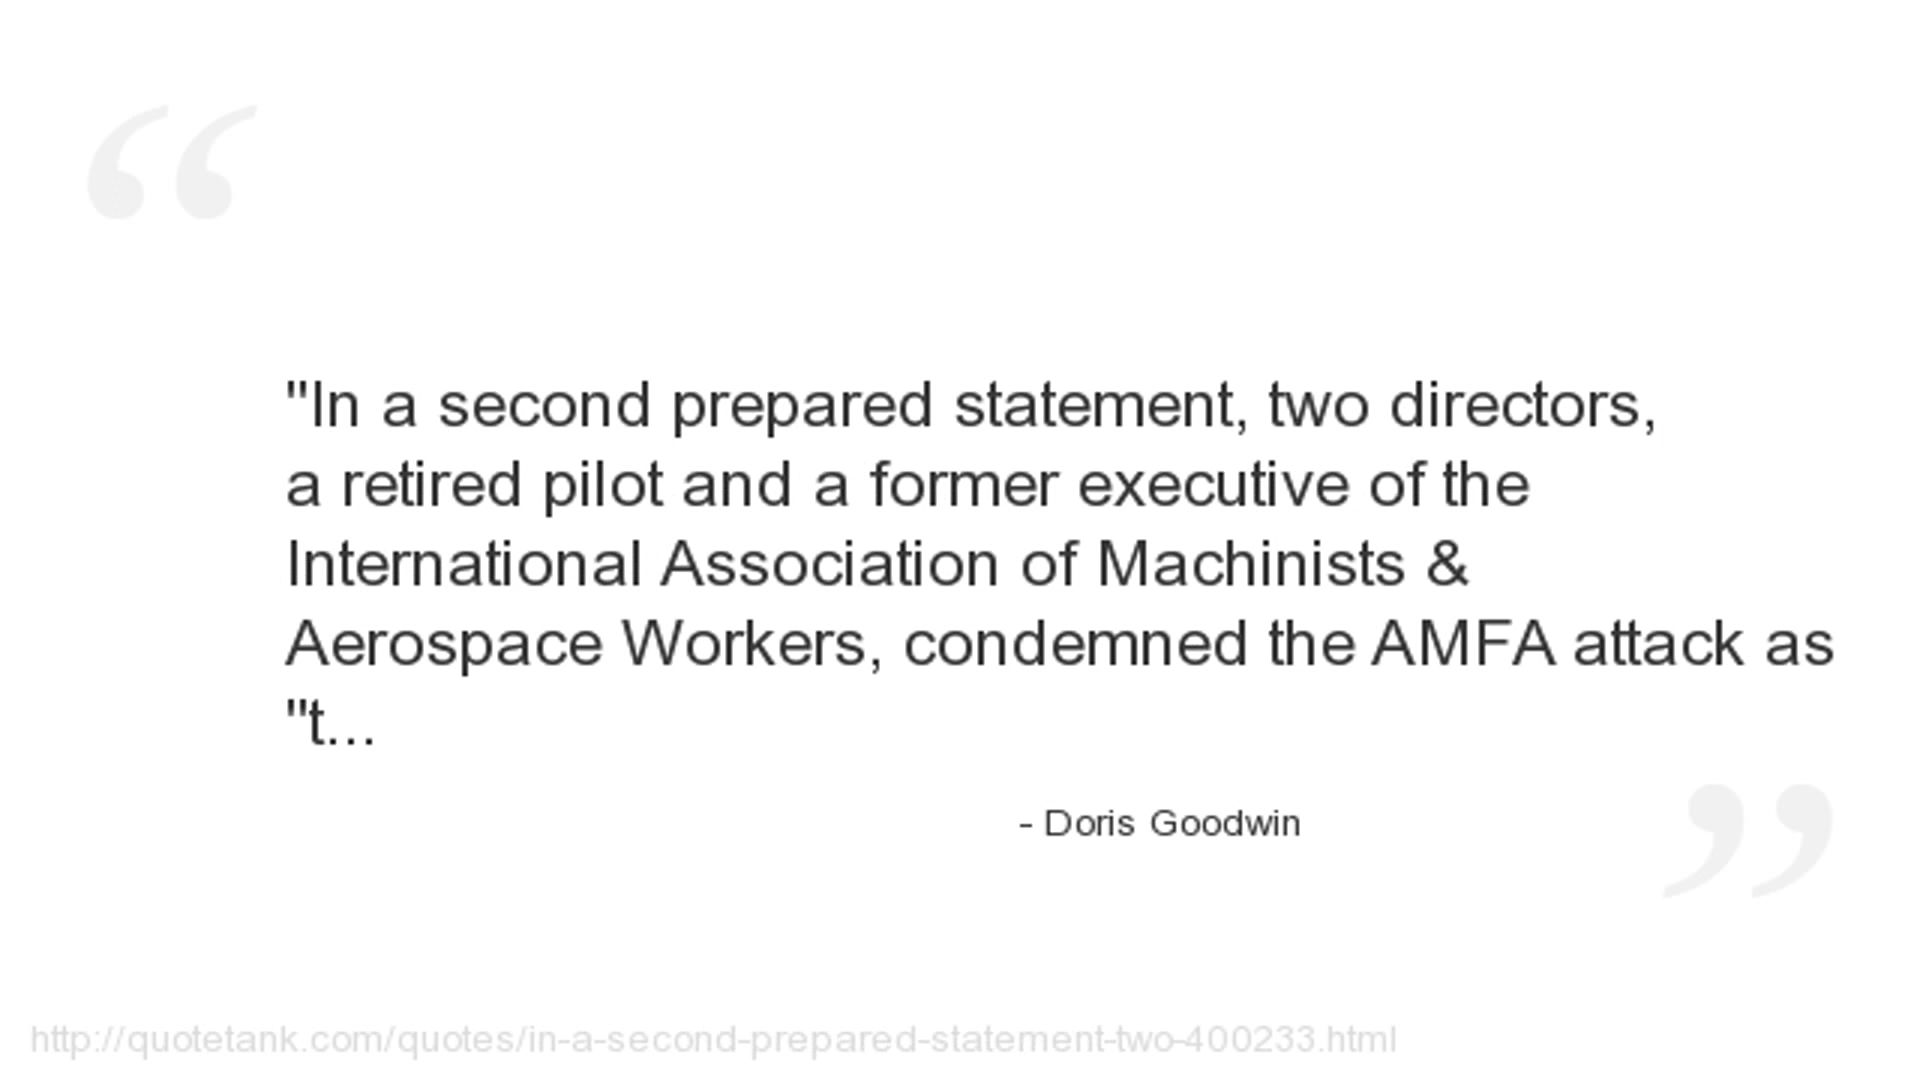 “
"In a second prepared statement, two directors,
a retired pilot and a former executive of the
International Association of Machinists &
Aerospace Workers, condemned the AMFA attack as
"t...
- Doris Goodwin
”
http://quotetank.com/quotes/in-a-second-prepared-statement-two-400233.html